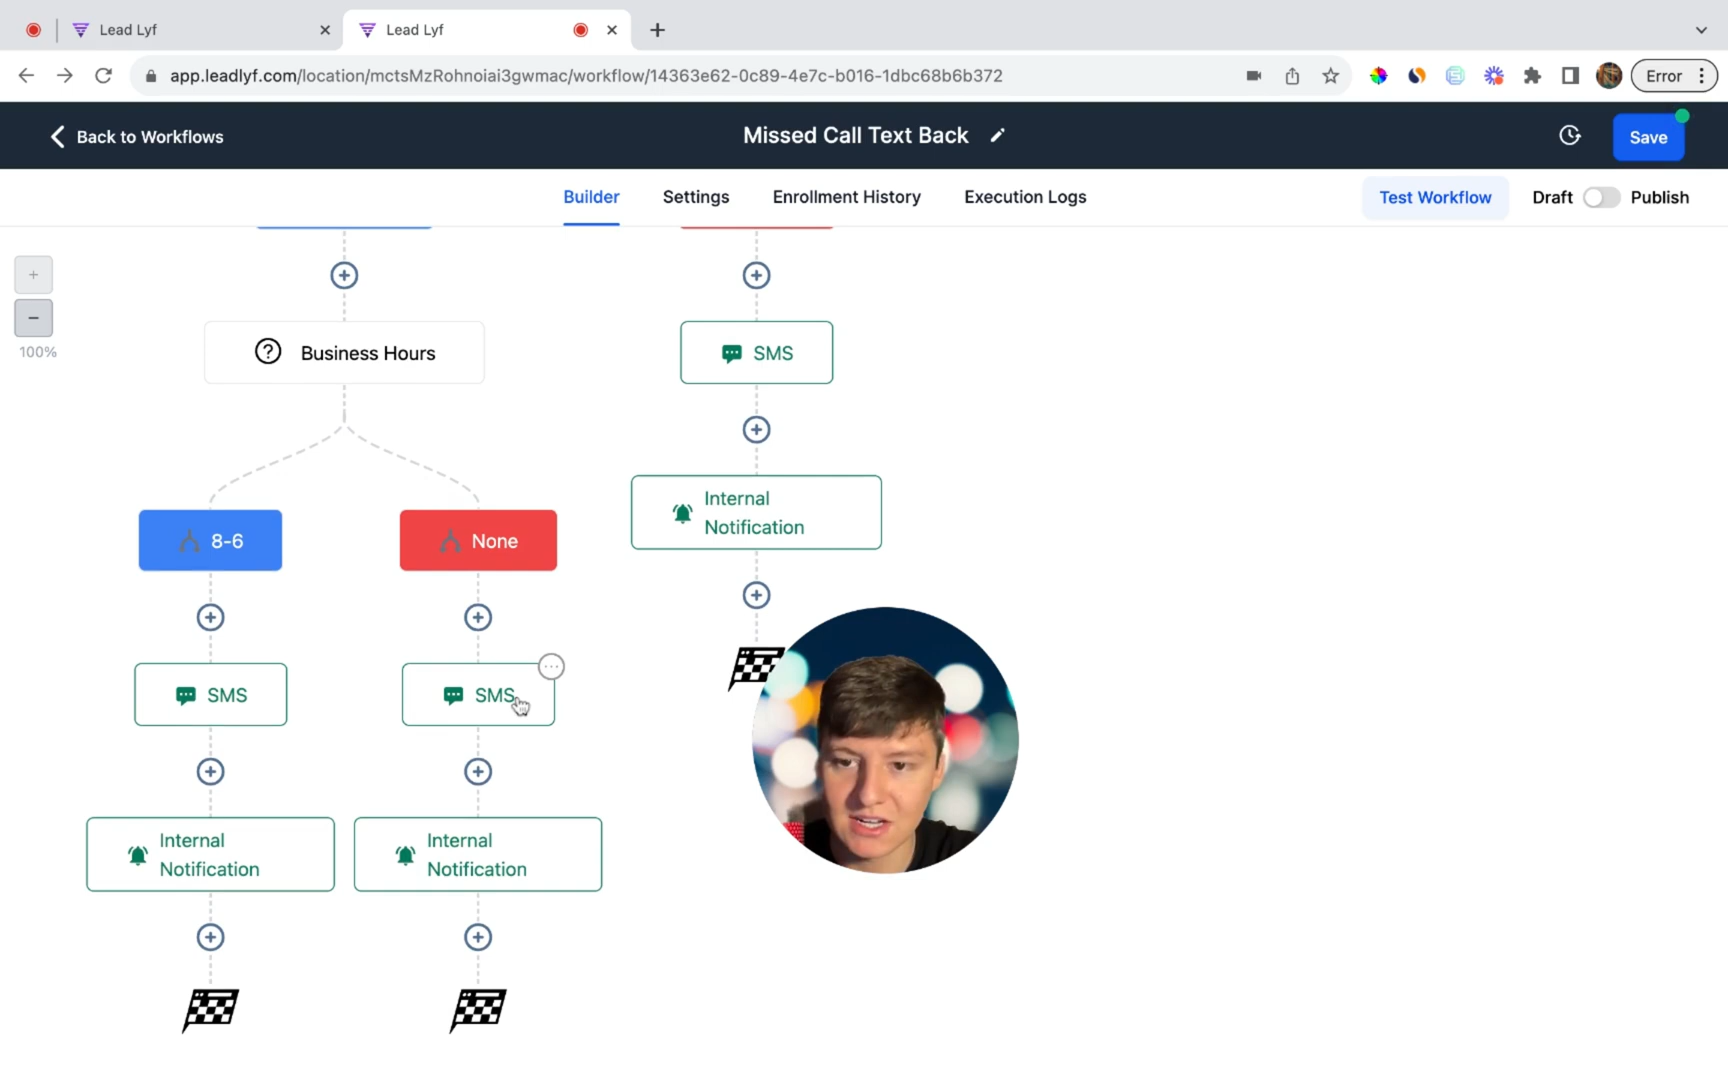 Lead Lyf
Lead Lyf
app.leadlyf.com/location/mctsMzRohnoiai3gwmac/workflow/14363e62-0c89-4e7c-b016-1dbc68b6b372
Error
Back to Workflows
Missed Call Text Back
Save
Builder
Settings
Enrollment History
Execution Logs
Test Workflow
Draft
Publish
100%
Business Hours
SMS
Internal
Notification
8-6
None
SMS
SMS
Internal
Notification
Internal
Notification